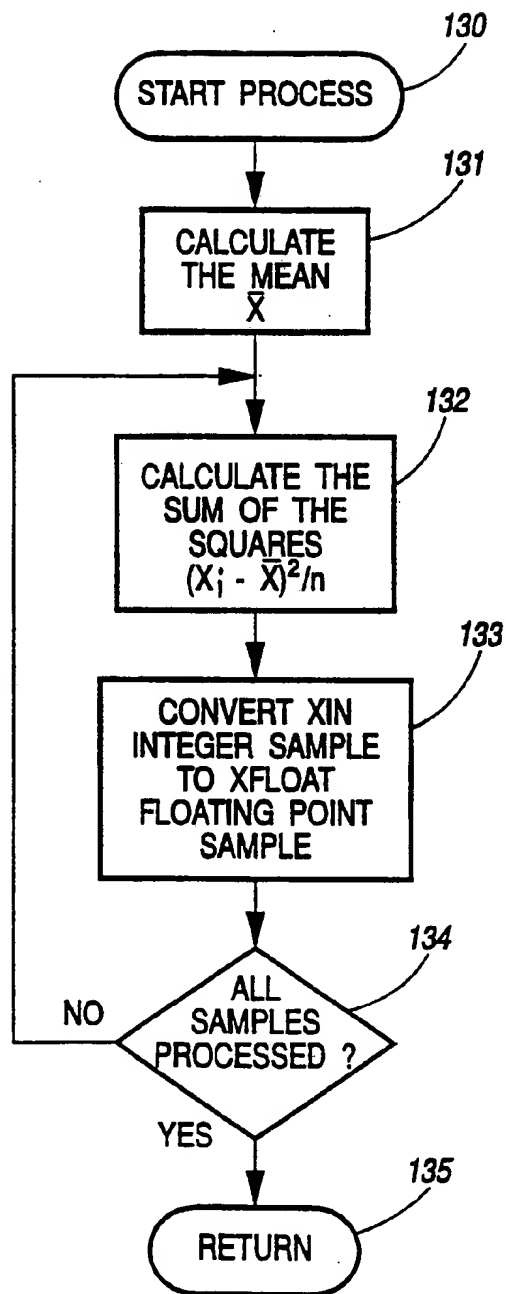 130
START PROCESS
131
CALCULATE
THE MEAN
X̅
132
CALCULATE THE
SUM OF THE
SQUARES
(Xi - X̅)²/n
133
CONVERT XIN
INTEGER SAMPLE
TO XFLOAT
FLOATING POINT
SAMPLE
134
ALL
SAMPLES
PROCESSED ?
NO
YES
135
RETURN